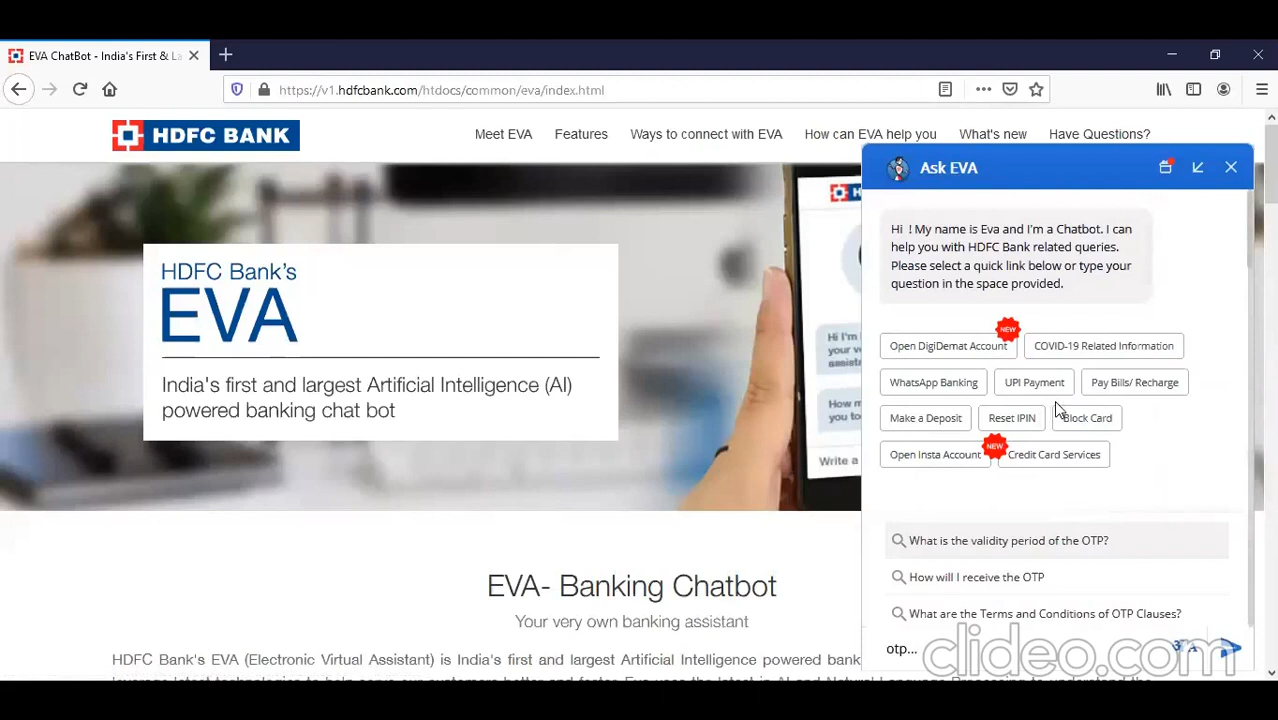 EVA ChatBot - India's First & La
https://v1.hdfcbank.com/htdocs/common/eva/index.html
HDFC BANK
Meet EVA Features Ways to connect with EVA How can EVA help you What's new Have Questions?
HDFC Bank's
EVA
India's first and largest Artificial Intelligence (AI)
powered banking chat bot
Hi I'm
your v
assista
How m
you to
Write a
Ask EVA
Hi ! My name is Eva and I'm a Chatbot. I can
help you with HDFC Bank related queries.
Please select a quick link below or type your
question in the space provided.
NEW
Open DigiDemat Account COVID-19 Related Information
WhatsApp Banking UPI Payment Pay Bills/ Recharge
Make a Deposit Reset IPIN Block Card
NEW
Open Insta Account Credit Card Services
What is the validity period of the OTP?
How will I receive the OTP
What are the Terms and Conditions of OTP Clauses?
otp...
EVA- Banking Chatbot
Your very own banking assistant
HDFC Bank's EVA (Electronic Virtual Assistant) is India's first and largest Artificial Intelligence powered bank
clideo.com